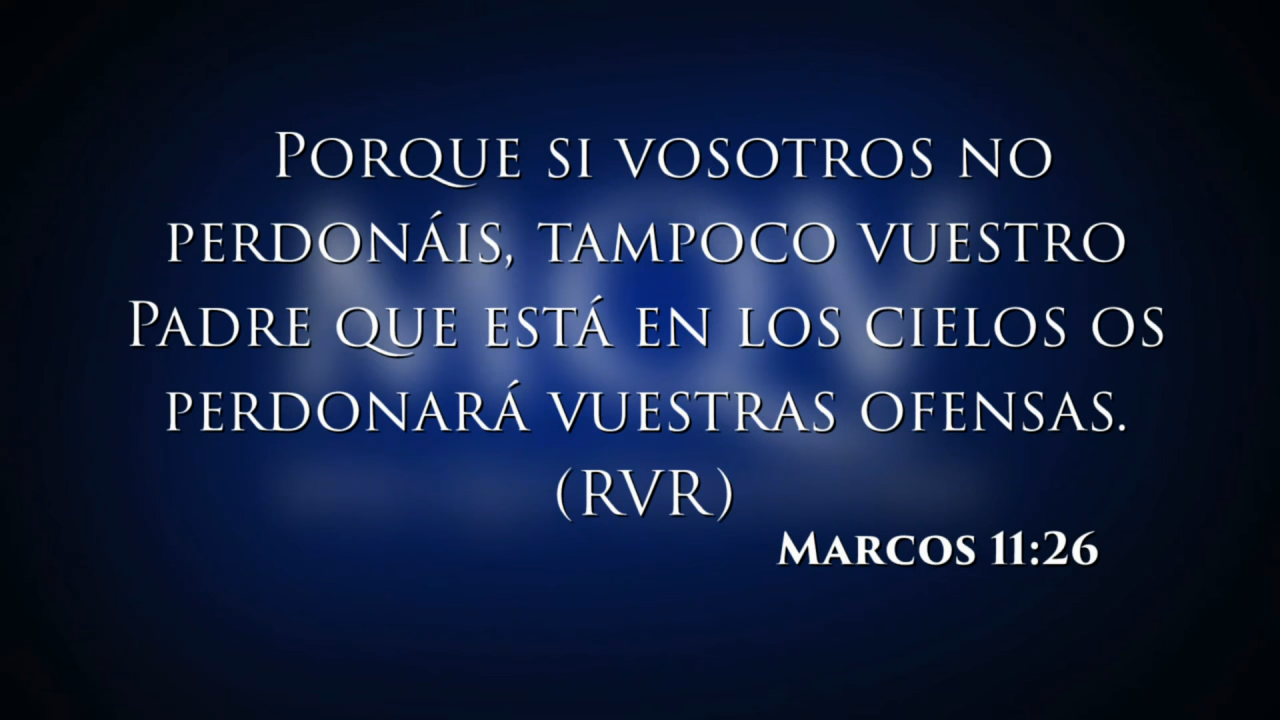 Porque si vosotros no
perdonáis, tampoco vuestro
Padre que está en los cielos os
perdonará vuestras ofensas.
(RVR)
Marcos 11:26